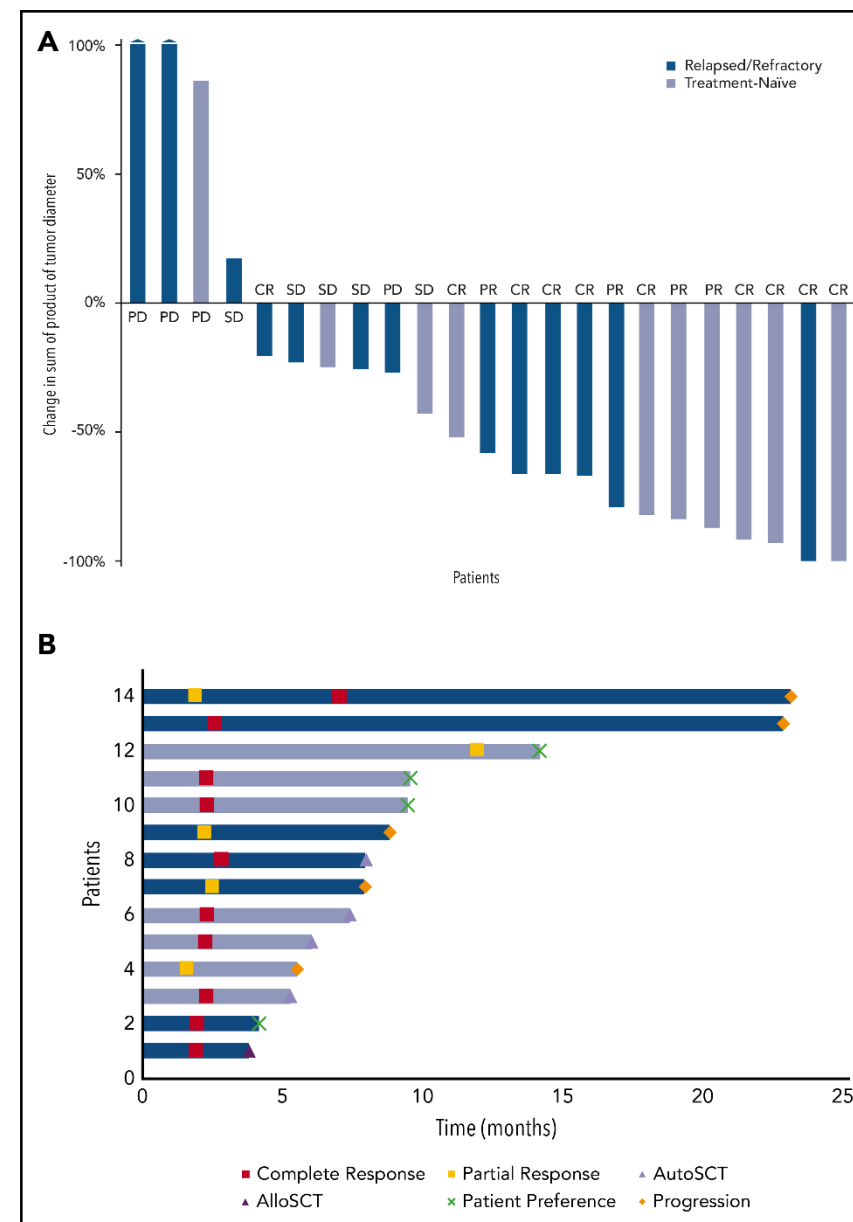 A
100%
50%
0%
-50%
-100%
Change in sum of product of tumor diameter
Relapsed/Refractory
Treatment-Naïve
CR SD SD SD PD SD CR PR CR CR CR PR CR PR PR CR CR CR CR
PD PD PD SD
Patients
B
14
12
10
8
6
4
2
0
Patients
0 5 10 15 20 25
Time (months)
Complete Response Partial Response AutoSCT
AlloSCT Patient Preference Progression